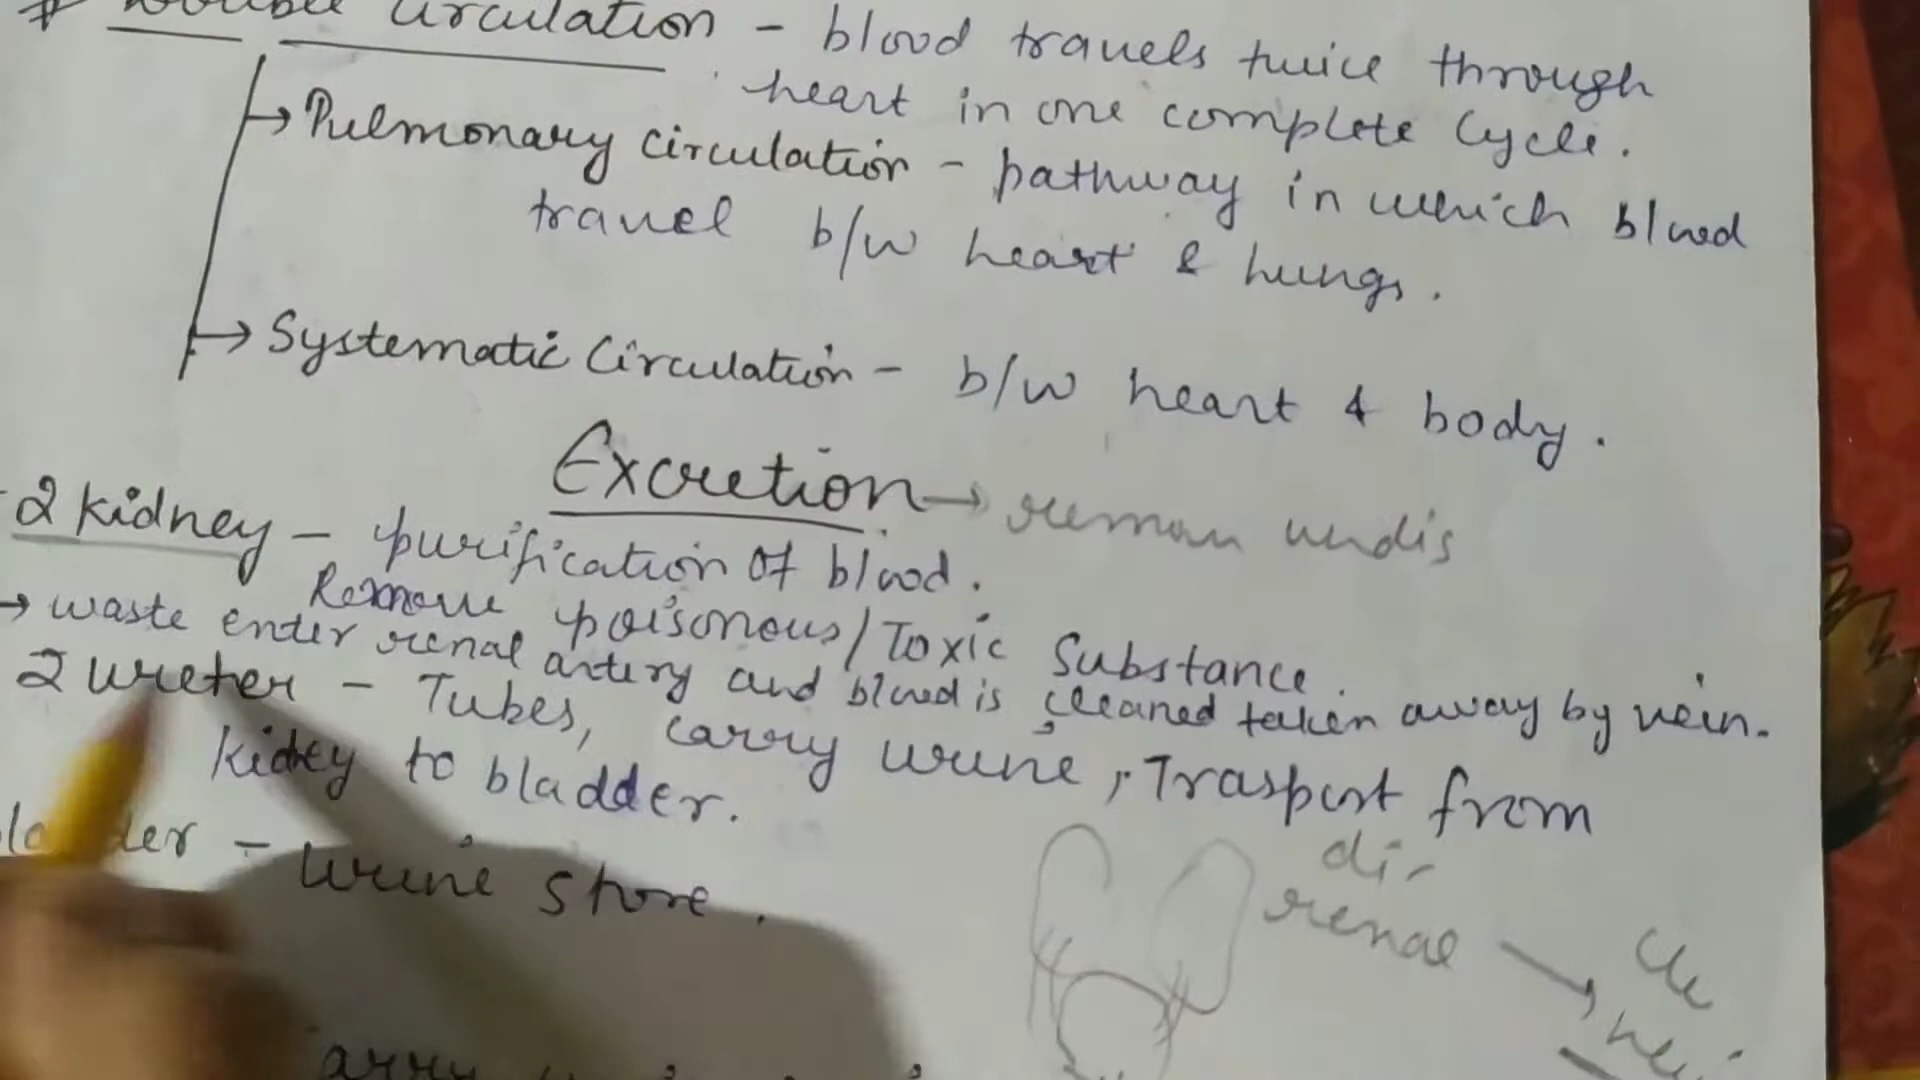 # Double Circulation - blood travels twice through
heart in one complete cycle.
→ Pulmonary circulation - pathway in which blood
travel b/w heart & lungs.
→ Systematic Circulation - b/w heart & body.
Excretion →
2 kidney - purification of blood.
Remove poisonous/Toxic Substance.
→ waste enter renal artery and blood is cleaned taken away by vein.
2 ureter - Tubes, carry urine, Trasport from
kidey to bladder.
der - urine store.
di-
renal →